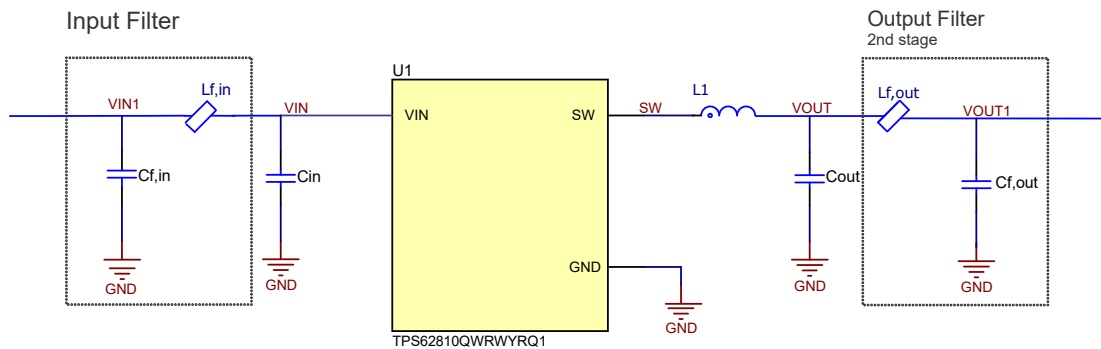 Input Filter
Output Filter
2nd stage
U1
Lf,in
L1
Lf,out
VIN1
VIN
VIN
SW
SW
VOUT
VOUT1
Cf,in
Cin
Cout
Cf,out
GND
GND
GND
GND
GND
GND
TPS62810QWRWYRQ1